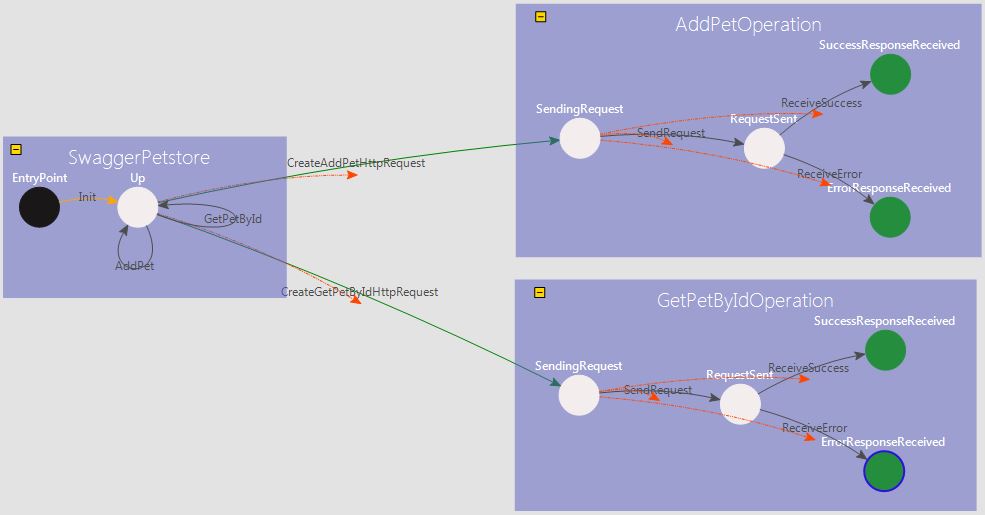 AddPetOperation
SuccessResponseReceived
ReceiveSuccess
SendingRequest
RequestSent
SendRequest
ReceiveError
ErrorResponseReceived
SwaggerPetstore
EntryPoint
Up
Init
GetPetById
AddPet
CreateAddPetHttpRequest
CreateGetPetByIdHttpRequest
GetPetByIdOperation
SuccessResponseReceived
SendingRequest
ReceiveSuccess
RequestSent
SendRequest
ReceiveError
ErrorResponseReceived